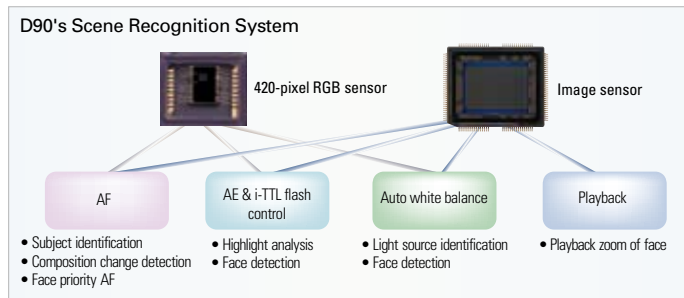 D90's Scene Recognition System
420-pixel RGB sensor
Image sensor
AF
• Subject identification
• Composition change detection
• Face priority AF
AE & i-TTL flash
control
• Highlight analysis
• Face detection
Auto white balance
• Light source identification
• Face detection
Playback
• Playback zoom of face